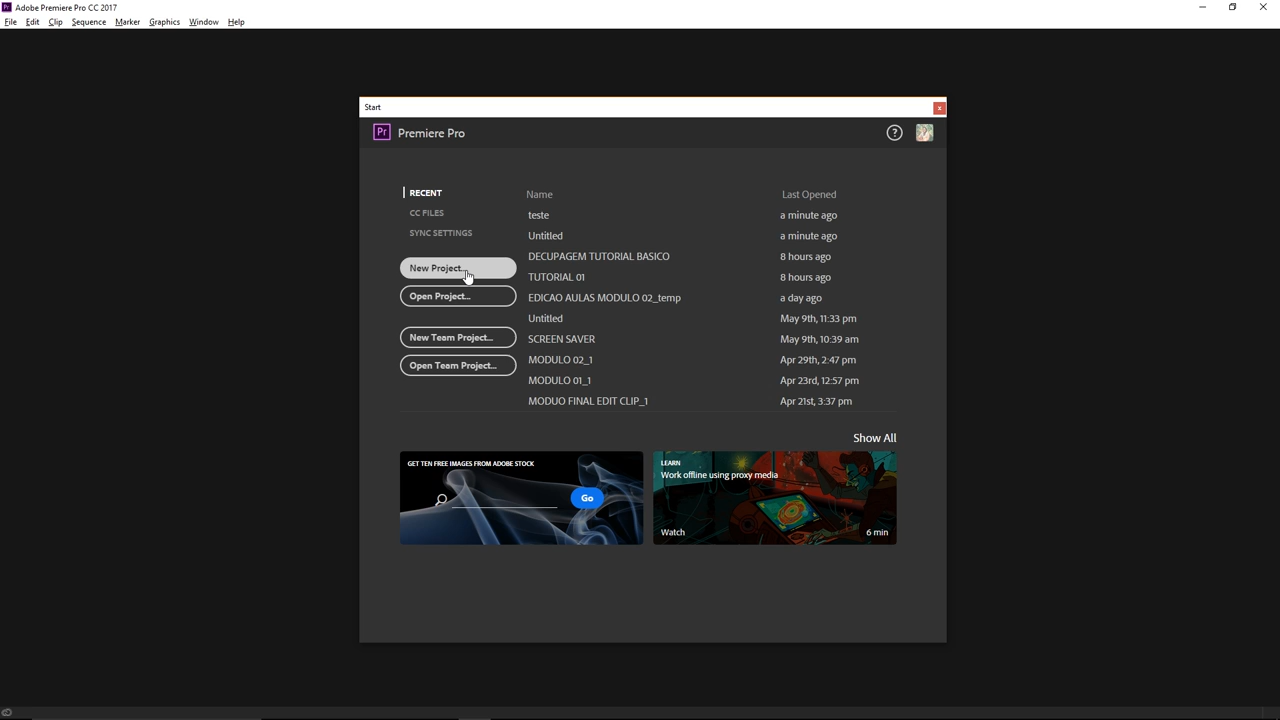 Pr Adobe Premiere Pro CC 2017
File Edit Clip Sequence Marker Graphics Window Help
Start
Pr Premiere Pro
RECENT
CC FILES
SYNC SETTINGS
New Project...
Open Project...
New Team Project...
Open Team Project...
Name Last Opened
teste a minute ago
Untitled a minute ago
DECUPAGEM TUTORIAL BASICO 8 hours ago
TUTORIAL 01 8 hours ago
EDICAO AULAS MODULO 02_temp a day ago
Untitled May 9th, 11:33 pm
SCREEN SAVER May 9th, 10:39 am
MODULO 02_1 Apr 29th, 2:47 pm
MODULO 01_1 Apr 23rd, 12:57 pm
MODUO FINAL EDIT CLIP_1 Apr 21st, 3:37 pm
Show All
GET TEN FREE IMAGES FROM ADOBE STOCK
Go
LEARN
Work offline using proxy media
Watch 6 min